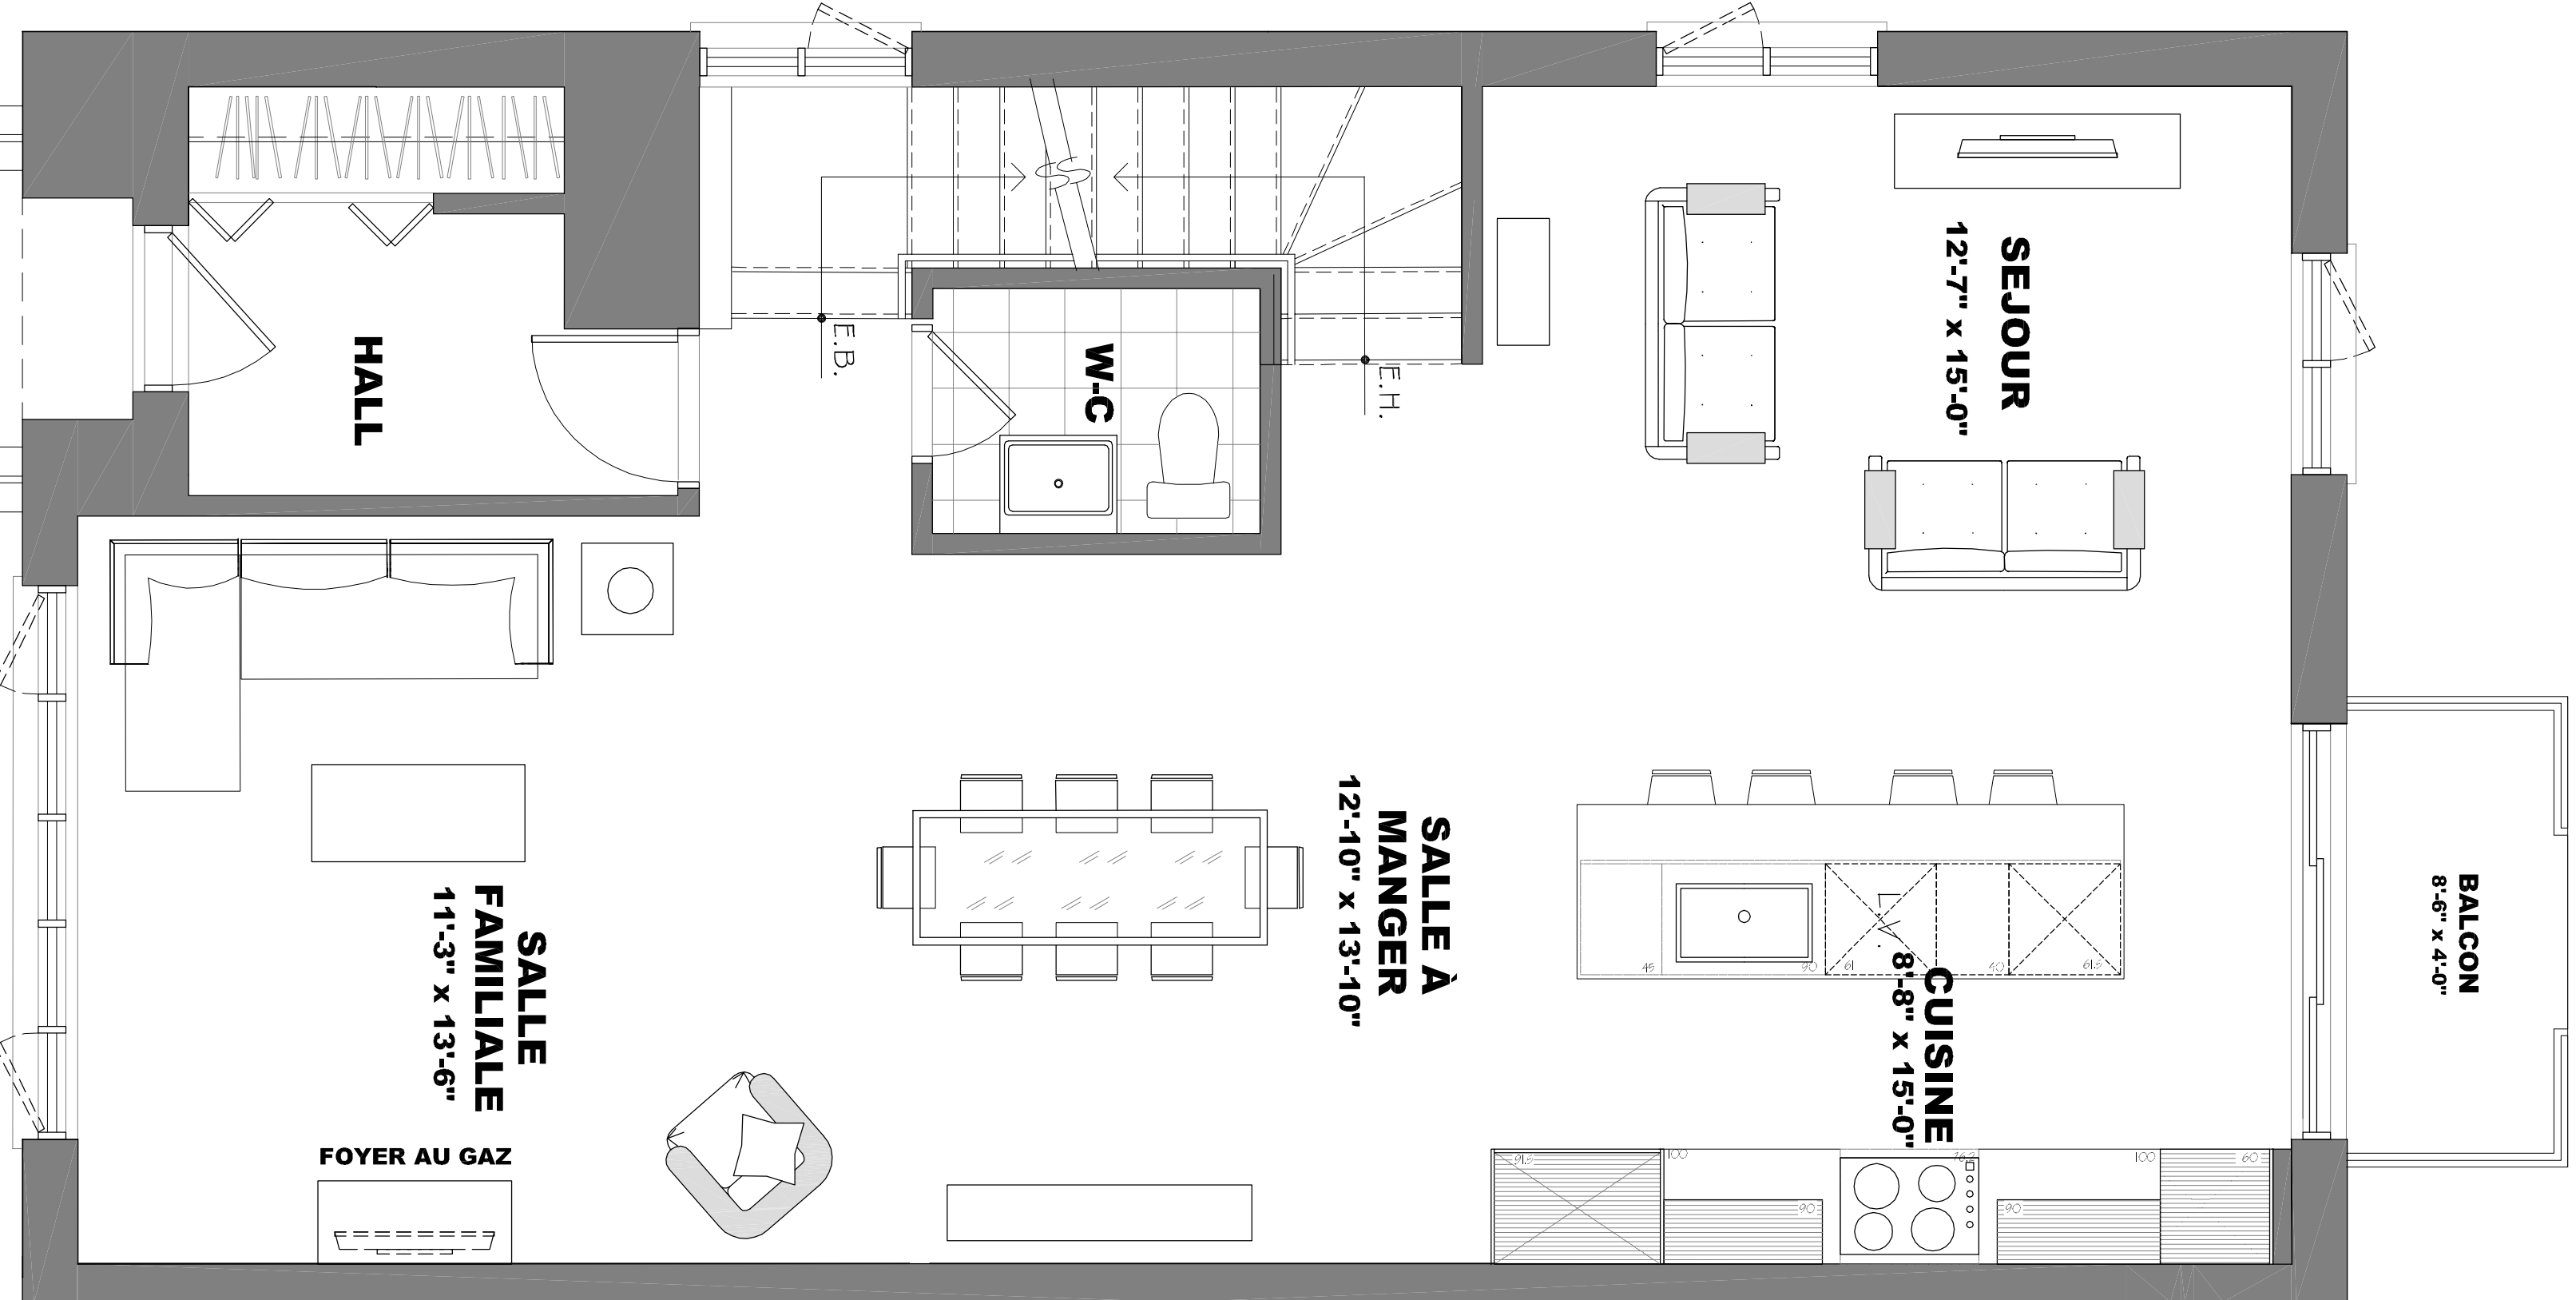 HALL
E.B.
W-C
E.H.
SEJOUR
12'-7" x 15'-0"
SALLE
FAMILIALE
11'-3" x 13'-6"
SALLE À
MANGER
12'-10" x 13'-10"
L.V.
45
90
61
40
61.3
CUISINE
8'-8" x 15'-0"
BALCON
8'-6" x 4'-0"
FOYER AU GAZ
91.5
100
76.2
100
60
90
90